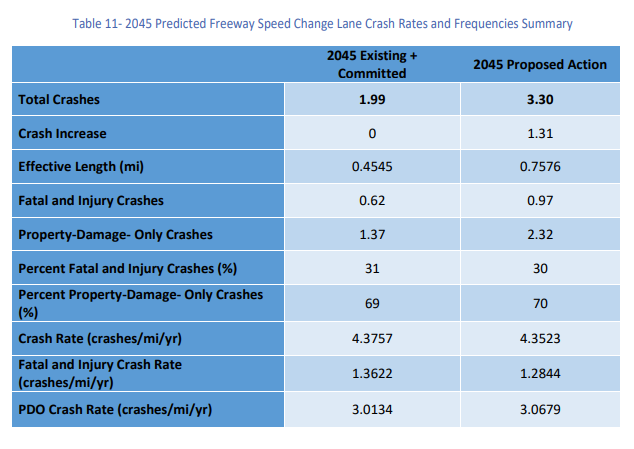 Table 11- 2045 Predicted Freeway Speed Change Lane Crash Rates and Frequencies Summary
2045 Existing +
Committed
2045 Proposed Action
Total Crashes 1.99 3.30
Crash Increase 0 1.31
Effective Length (mi) 0.4545 0.7576
Fatal and Injury Crashes 0.62 0.97
Property-Damage- Only Crashes 1.37 2.32
Percent Fatal and Injury Crashes (%) 31 30
Percent Property-Damage- Only Crashes
(%) 69 70
Crash Rate (crashes/mi/yr) 4.3757 4.3523
Fatal and Injury Crash Rate
(crashes/mi/yr) 1.3622 1.2844
PDO Crash Rate (crashes/mi/yr) 3.0134 3.0679